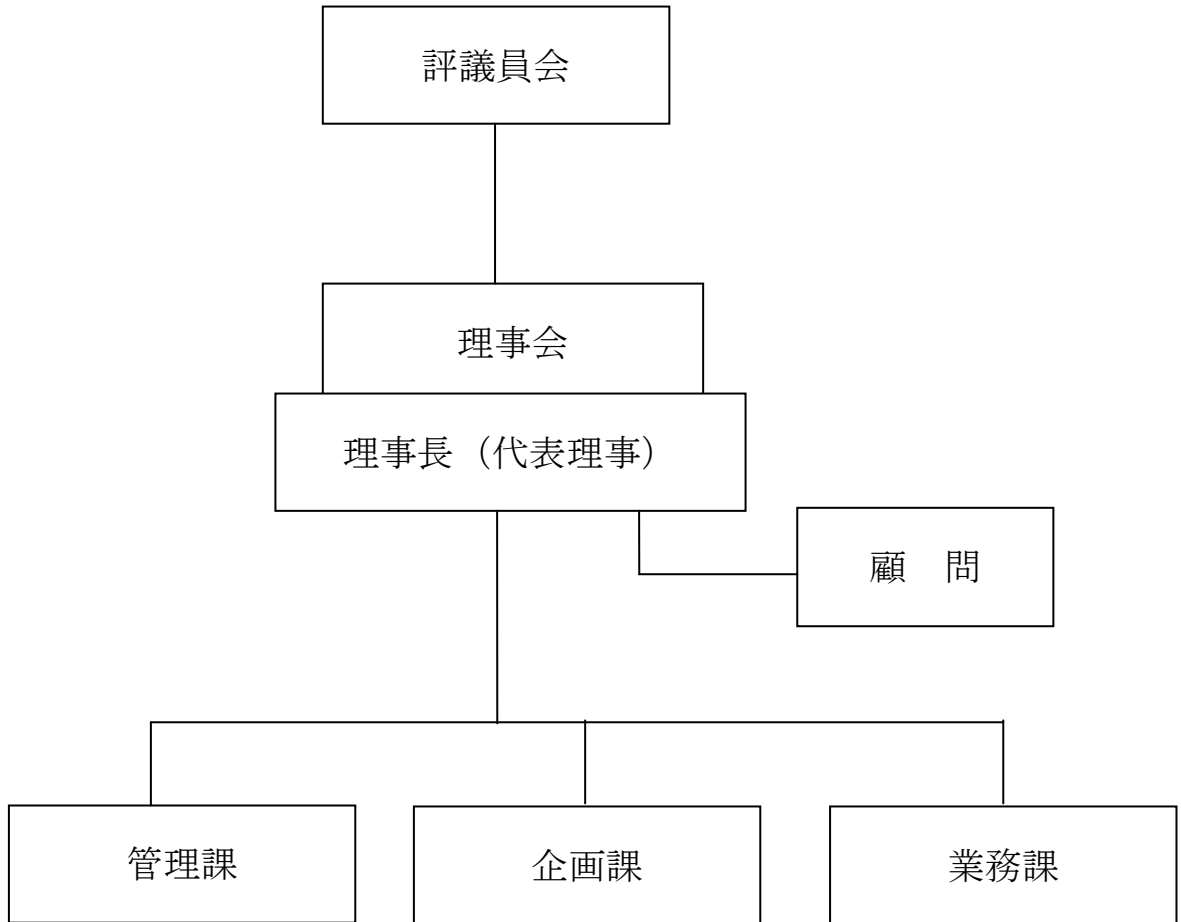 評議員会
理事会
理事長（代表理事）
顧　問
管理課
企画課
業務課